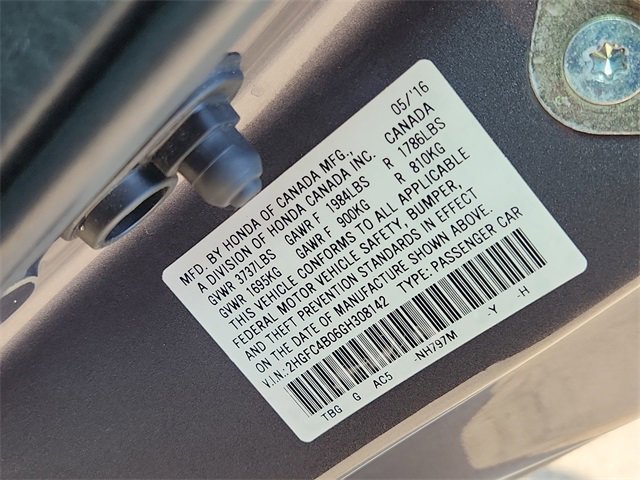 MFD. BY HONDA OF CANADA MFG., 05/'16
A DIVISION OF HONDA CANADA INC. CANADA
GVWR 3737LBS GAWR F 1984LBS R 1786LBS
GVWR 1695KG GAWR F 900KG R 810KG
THIS VEHICLE CONFORMS TO ALL APPLICABLE
FEDERAL MOTOR VEHICLE SAFETY, BUMPER,
AND THEFT PREVENTION STANDARDS IN EFFECT
ON THE DATE OF MANUFACTURE SHOWN ABOVE.
V.I.N.: 2HGFC4B06GH308142 TYPE: PASSENGER CAR
TBG G AC5 -NH797M -Y -H